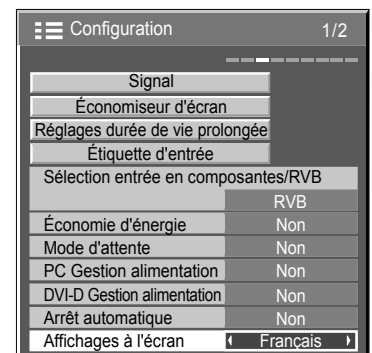 Configuration 1/2
Signal
Économiseur d'écran
Réglages durée de vie prolongée
Étiquette d'entrée
Sélection entrée en composantes/RVB
RVB
Économie d'énergie Non
Mode d'attente Non
PC Gestion alimentation Non
DVI-D Gestion alimentation Non
Arrêt automatique Non
Affichages à l'écran Français